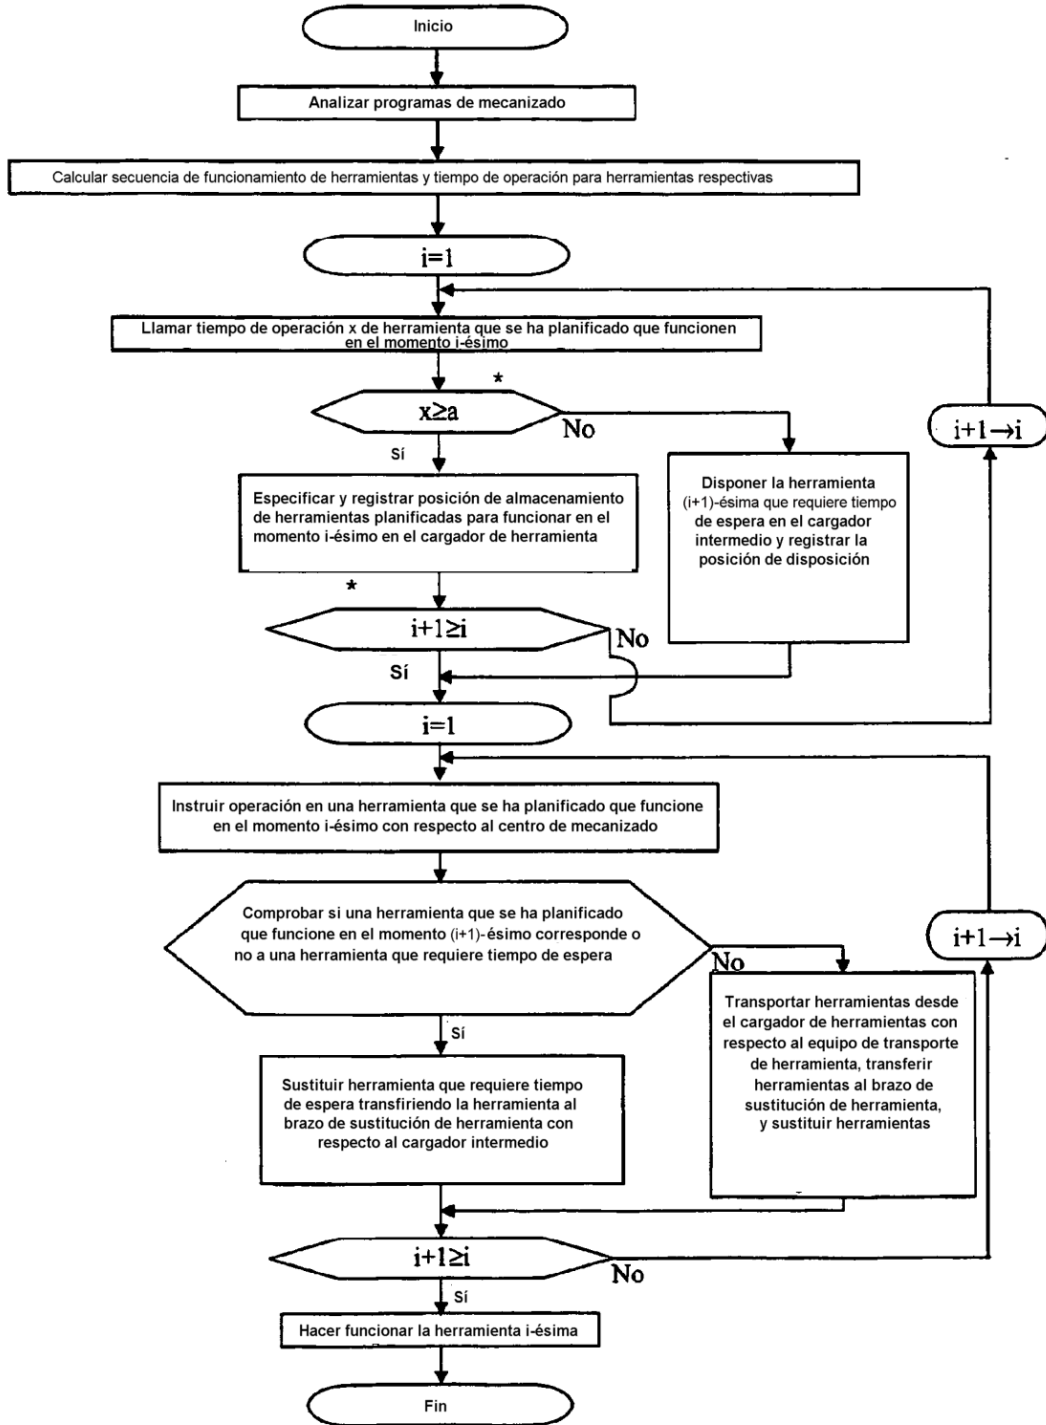 Inicio
Analizar programas de mecanizado
Calcular secuencia de funcionamiento de herramientas y tiempo de operación para herramientas respectivas
i=1
Llamar tiempo de operación x de herramienta que se ha planificado que funcionen
en el momento i-ésimo
*
x≥a
No
Sí
i+1→i
Especificar y registrar posición de almacenamiento
de herramientas planificadas para funcionar en el
momento i-ésimo en el cargador de herramienta
Disponer la herramienta
(i+1)-ésima que requiere tiempo
de espera en el cargador
intermedio y registrar la
posición de disposición
*
i+1≥i
No
Sí
i=1
Instruir operación en una herramienta que se ha planificado que funcione
en el momento i-ésimo con respecto al centro de mecanizado
Comprobar si una herramienta que se ha planificado
que funcione en el momento (i+1)-ésimo corresponde o
no a una herramienta que requiere tiempo de espera
No
Sí
i+1→i
Transportar herramientas desde
el cargador de herramientas con
respecto al equipo de transporte
de herramienta, transferir
herramientas al brazo de
sustitución de herramienta,
y sustituir herramientas
Sustituir herramienta que requiere tiempo
de espera transfiriendo la herramienta al
brazo de sustitución de herramienta con
respecto al cargador intermedio
i+1≥i
No
Sí
Hacer funcionar la herramienta i-ésima
Fin